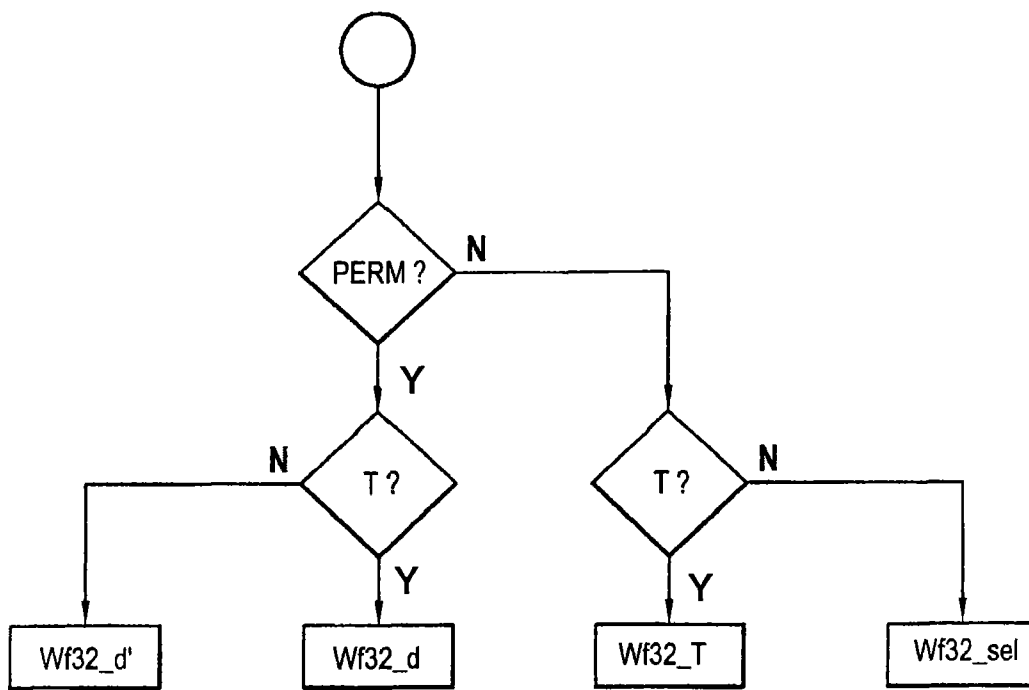 PERM ?
N
Y
N
T ?
Y
T ?
N
Y
Wf32_d'
Wf32_d
Wf32_T
Wf32_sel